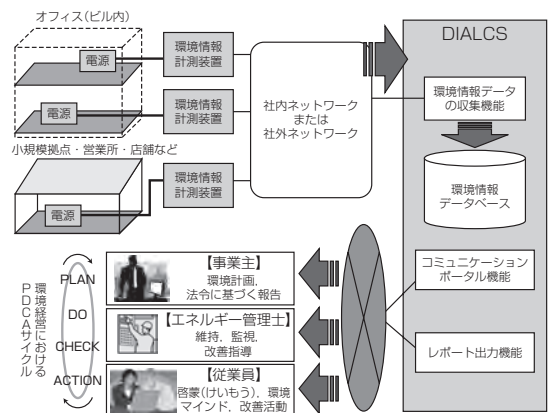 オフィス(ビル内)
電源
環境情報
計測装置
電源
環境情報
計測装置
小規模拠点・営業所・店舗など
電源
環境情報
計測装置
社内ネットワーク
または
社外ネットワーク
DIALCS
環境情報データ
の収集機能
環境情報
データベース
コミュニケーション
ポータル機能
レポート出力機能
環境経営における
PDCAサイクル
PLAN
DO
CHECK
ACTION
【事業主】
環境計画,
法令に基づく報告
【エネルギー管理士】
維持,監視,
改善指導
【従業員】
啓蒙(けいもう),環境
マインド,改善活動